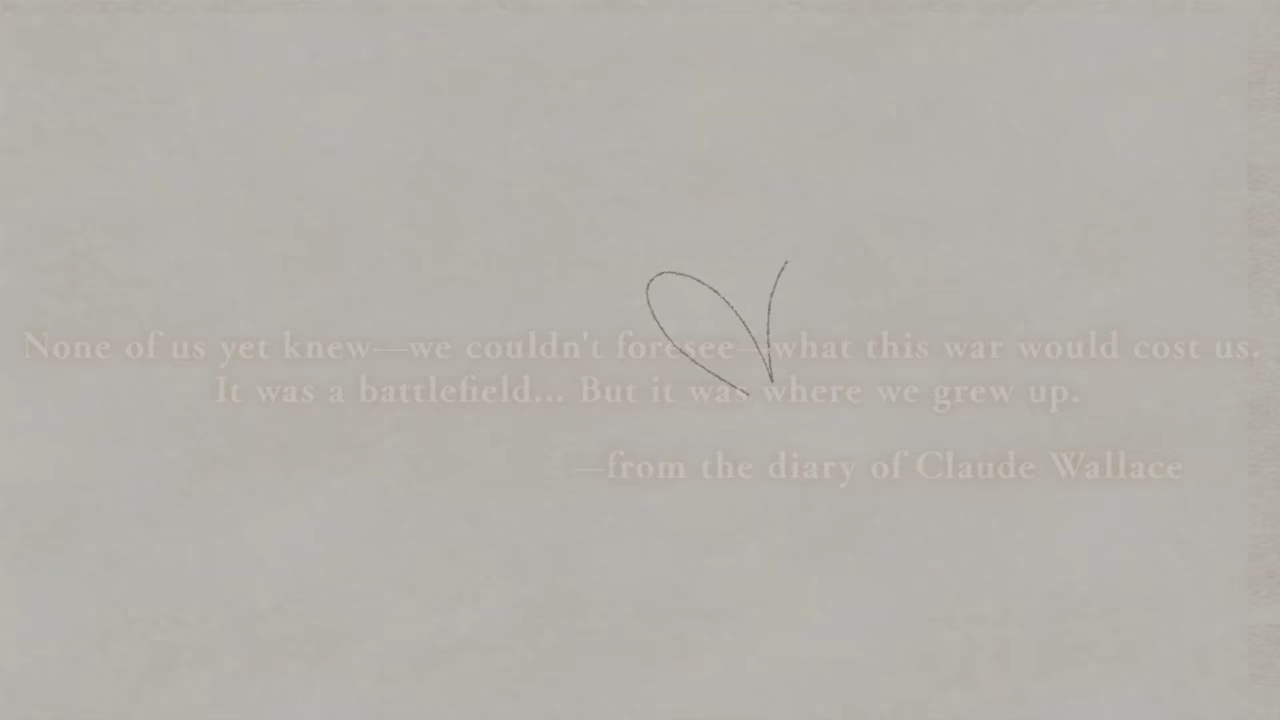 None of us yet knew—we couldn't foresee—what this war would cost us.
It was a battlefield... But it was where we grew up.
—from the diary of Claude Wallace